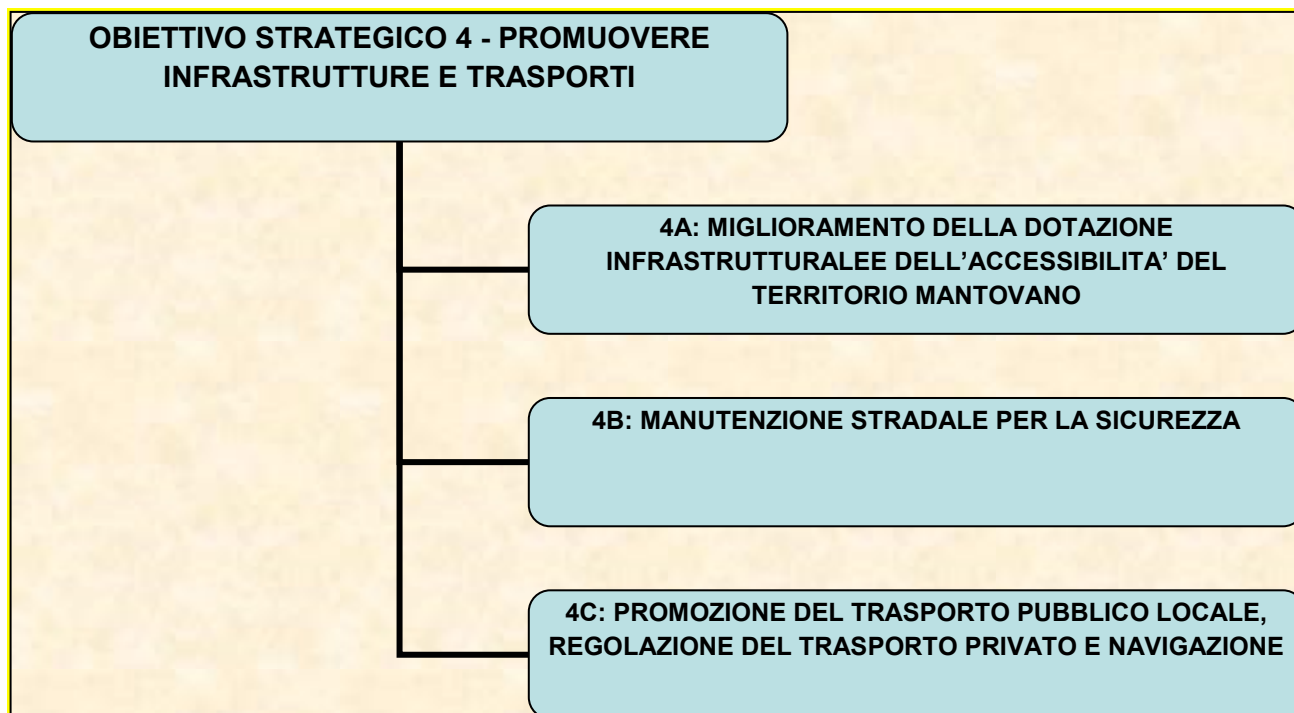 OBIETTIVO STRATEGICO 4 - PROMUOVERE
INFRASTRUTTURE E TRASPORTI
4A: MIGLIORAMENTO DELLA DOTAZIONE
INFRASTRUTTURALEE DELL’ACCESSIBILITA’ DEL
TERRITORIO MANTOVANO
4B: MANUTENZIONE STRADALE PER LA SICUREZZA
4C: PROMOZIONE DEL TRASPORTO PUBBLICO LOCALE,
REGOLAZIONE DEL TRASPORTO PRIVATO E NAVIGAZIONE